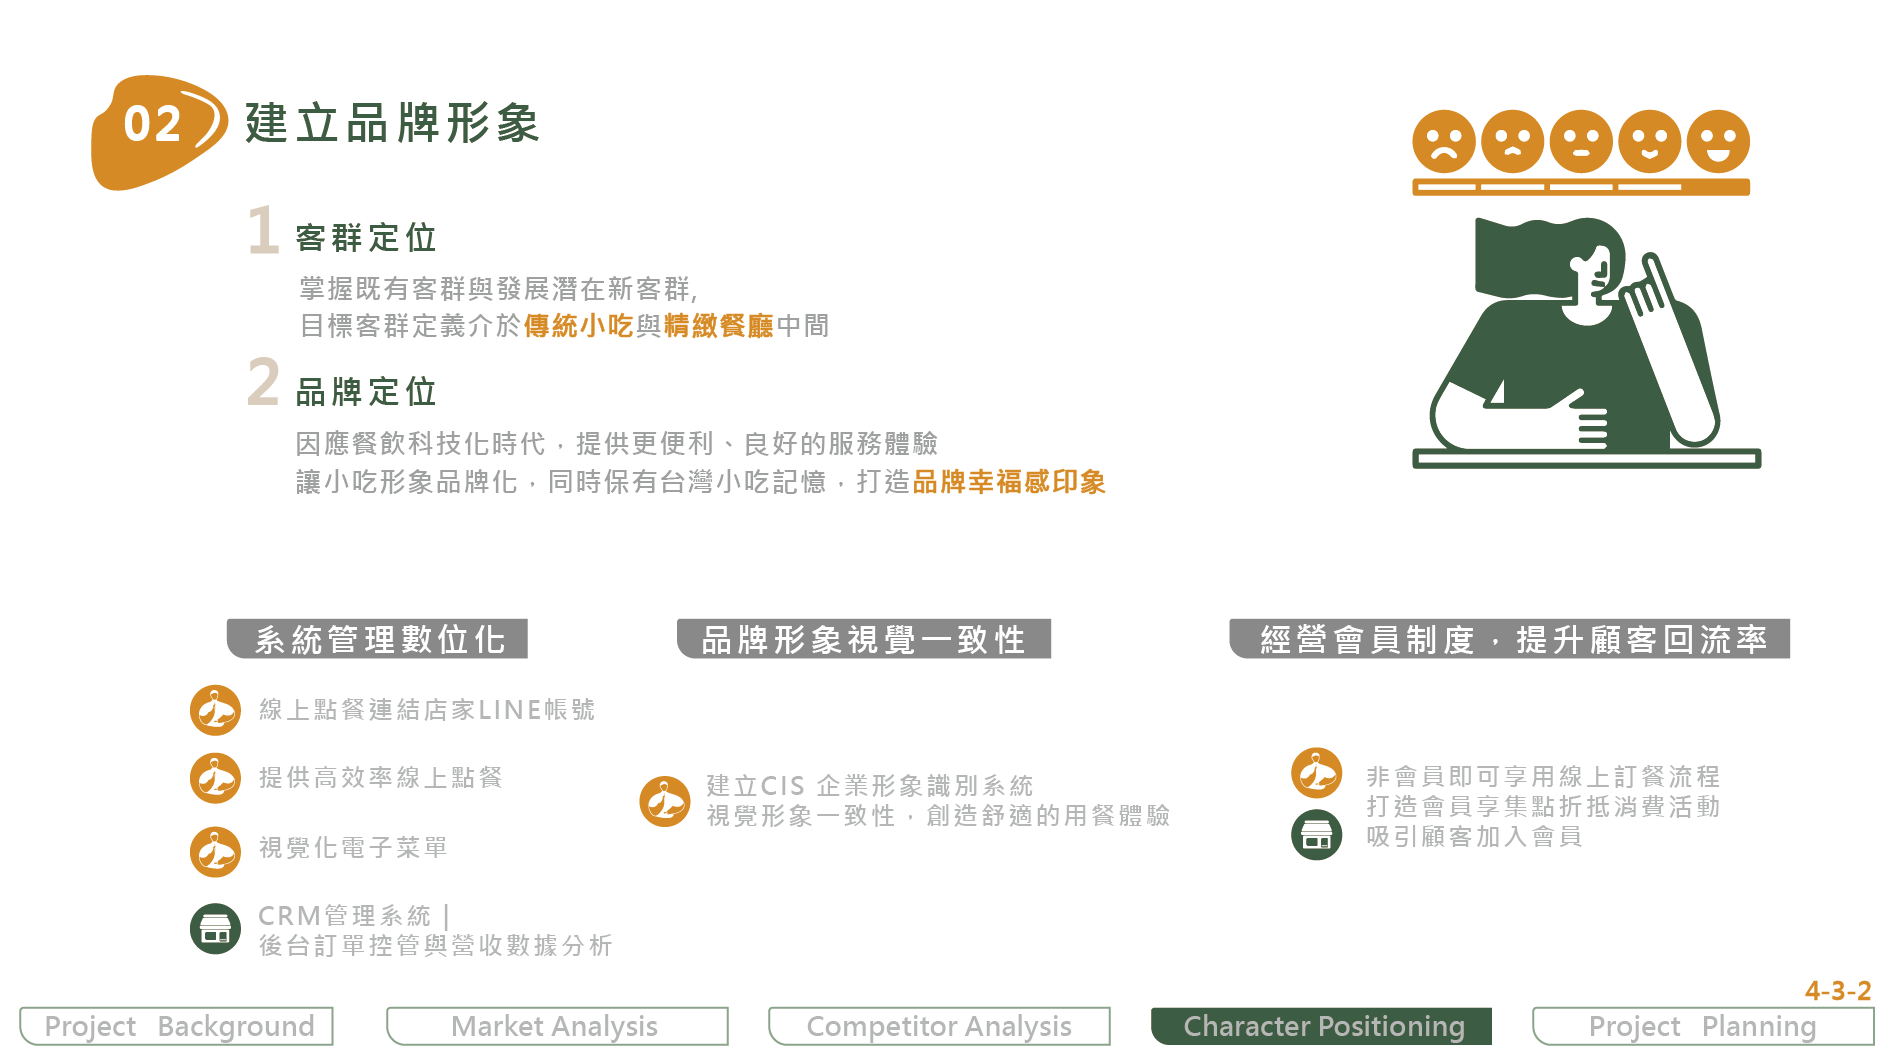 02
建立品牌形象
1
客群定位
掌握既有客群與發展潛在新客群,
目標客群定義介於傳統小吃與精緻餐廳中間
2
品牌定位
因應餐飲科技化時代，提供更便利、良好的服務體驗
讓小吃形象品牌化，同時保有台灣小吃記憶，打造品牌幸福感印象
系統管理數位化
線上點餐連結店家LINE帳號
提供高效率線上點餐
視覺化電子菜單
CRM管理系統 |
後台訂單控管與營收數據分析
品牌形象視覺一致性
建立CIS 企業形象識別系統
視覺形象一致性，創造舒適的用餐體驗
經營會員制度，提升顧客回流率
非會員即可享用線上訂餐流程
打造會員享集點折抵消費活動
吸引顧客加入會員
4-3-2
Project Background
Market Analysis
Competitor Analysis
Character Positioning
Project Planning